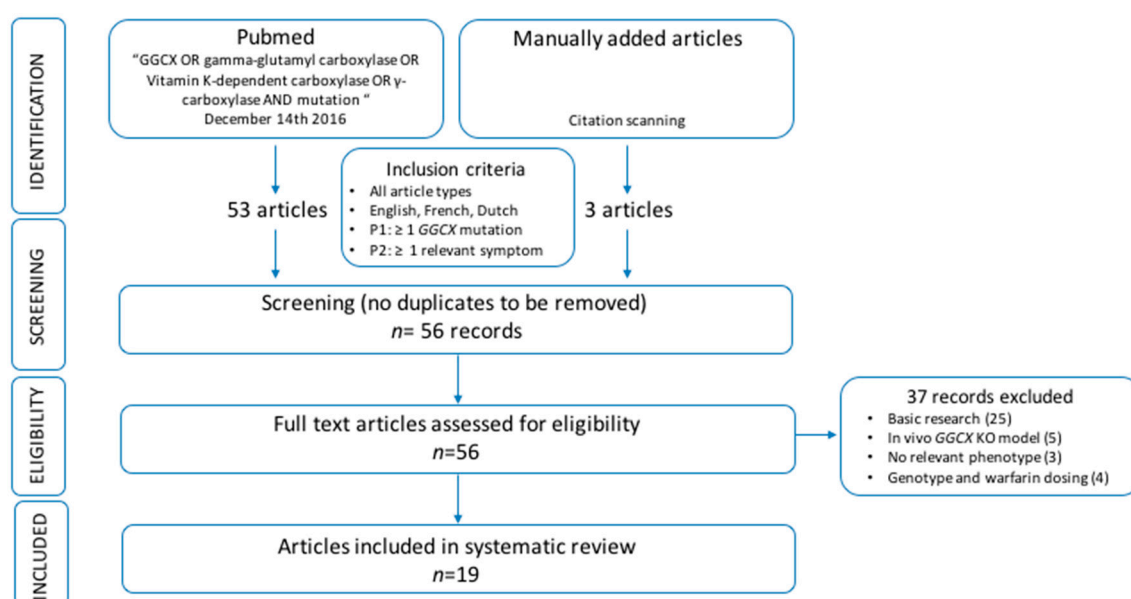 IDENTIFICATION
Pubmed
“GGCX OR gamma-glutamyl carboxylase OR
Vitamin K-dependent carboxylase OR γ-
carboxylase AND mutation “
December 14th 2016
Manually added articles
Citation scanning
Inclusion criteria
• All article types
• English, French, Dutch
• P1: ≥ 1 GGCX mutation
• P2: ≥ 1 relevant symptom
53 articles
3 articles
SCREENING
Screening (no duplicates to be removed)
n= 56 records
ELIGIBILITY
Full text articles assessed for eligibility
n=56
37 records excluded
• Basic research (25)
• In vivo GGCX KO model (5)
• No relevant phenotype (3)
• Genotype and warfarin dosing (4)
INCLUDED
Articles included in systematic review
n=19